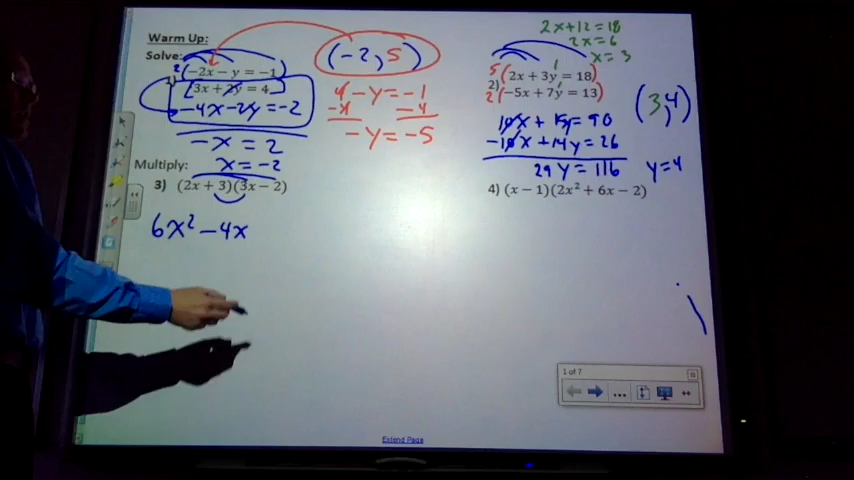 Warm Up:
Solve:
1)
2(-2x - y = -1)
[3x + 2y = 4]
-4x-2y = -2
-x = 2
x = -2
(-2, 5)
4 - y = -1
-4 -4
-y = -5
2x+12=18
2x=6
x=3
2)
5(2x + 3y = 18)
2(-5x + 7y = 13)
10x + 15y = 90
-10x + 14y = 26
29y = 116
y=4
(3,4)
Multiply:
3) (2x + 3)(3x - 2)
6x² - 4x
4) (x - 1)(2x² + 6x - 2)
1 of 7
Extend Page